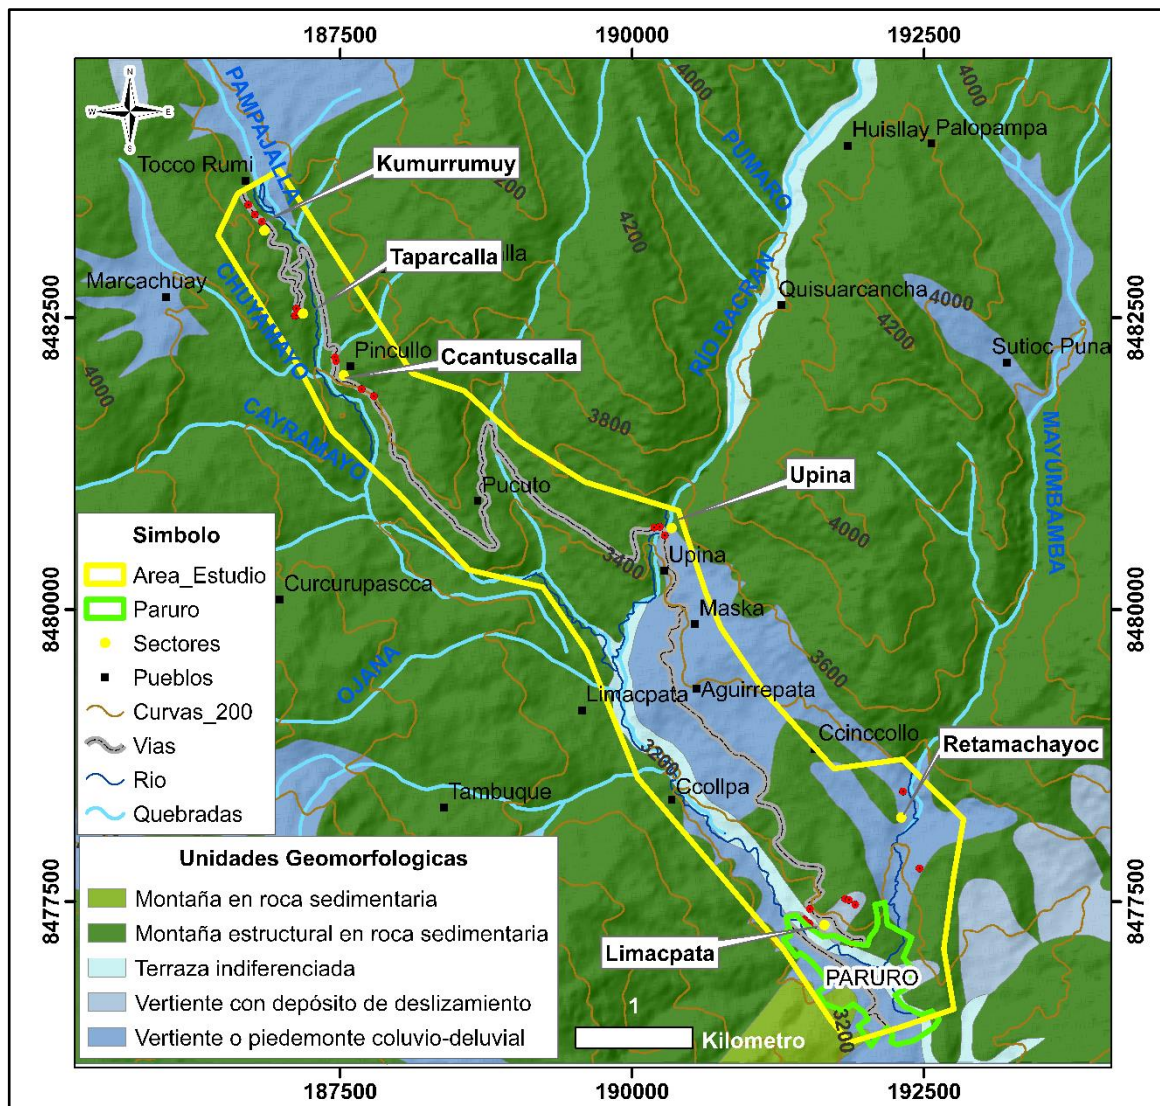 187500
190000
192500
N
W
E
S
PAMPAJALLA
4000
4000
Huisllay
Palopampa
PUMARO
Tocco Rumi
Kumurrumuy
200
4200
Taparcalla
lla
Marcachuay
CHUYAMAYO
RÍO RACRAN
Quisuarcancha
4000
4200
8482500
8482500
Pincullo
Ccantuscalla
Sutioc Puna
4000
CAYRAMAYO
3800
MAYUMBAMBA
Upina
Pucuto
4000
3400
Upina
Simbolo
Area_Estudio
Paruro
Sectores
Pueblos
Curvas_200
Vias
Rio
Quebradas
Curcurupascca
8480000
8480000
Maska
OJANA
3600
Limacpata
Aguirrepata
Ccinccollo
Retamachayoc
3200
Ccollpa
Tambuque
Unidades Geomorfologicas
Montaña en roca sedimentaria
Montaña estructural en roca sedimentaria
Terraza indiferenciada
Vertiente con depósito de deslizamiento
Vertiente o piedemonte coluvio-deluvial
8477500
8477500
Limacpata
PARURO
3200
1
Kilometro
187500
190000
192500